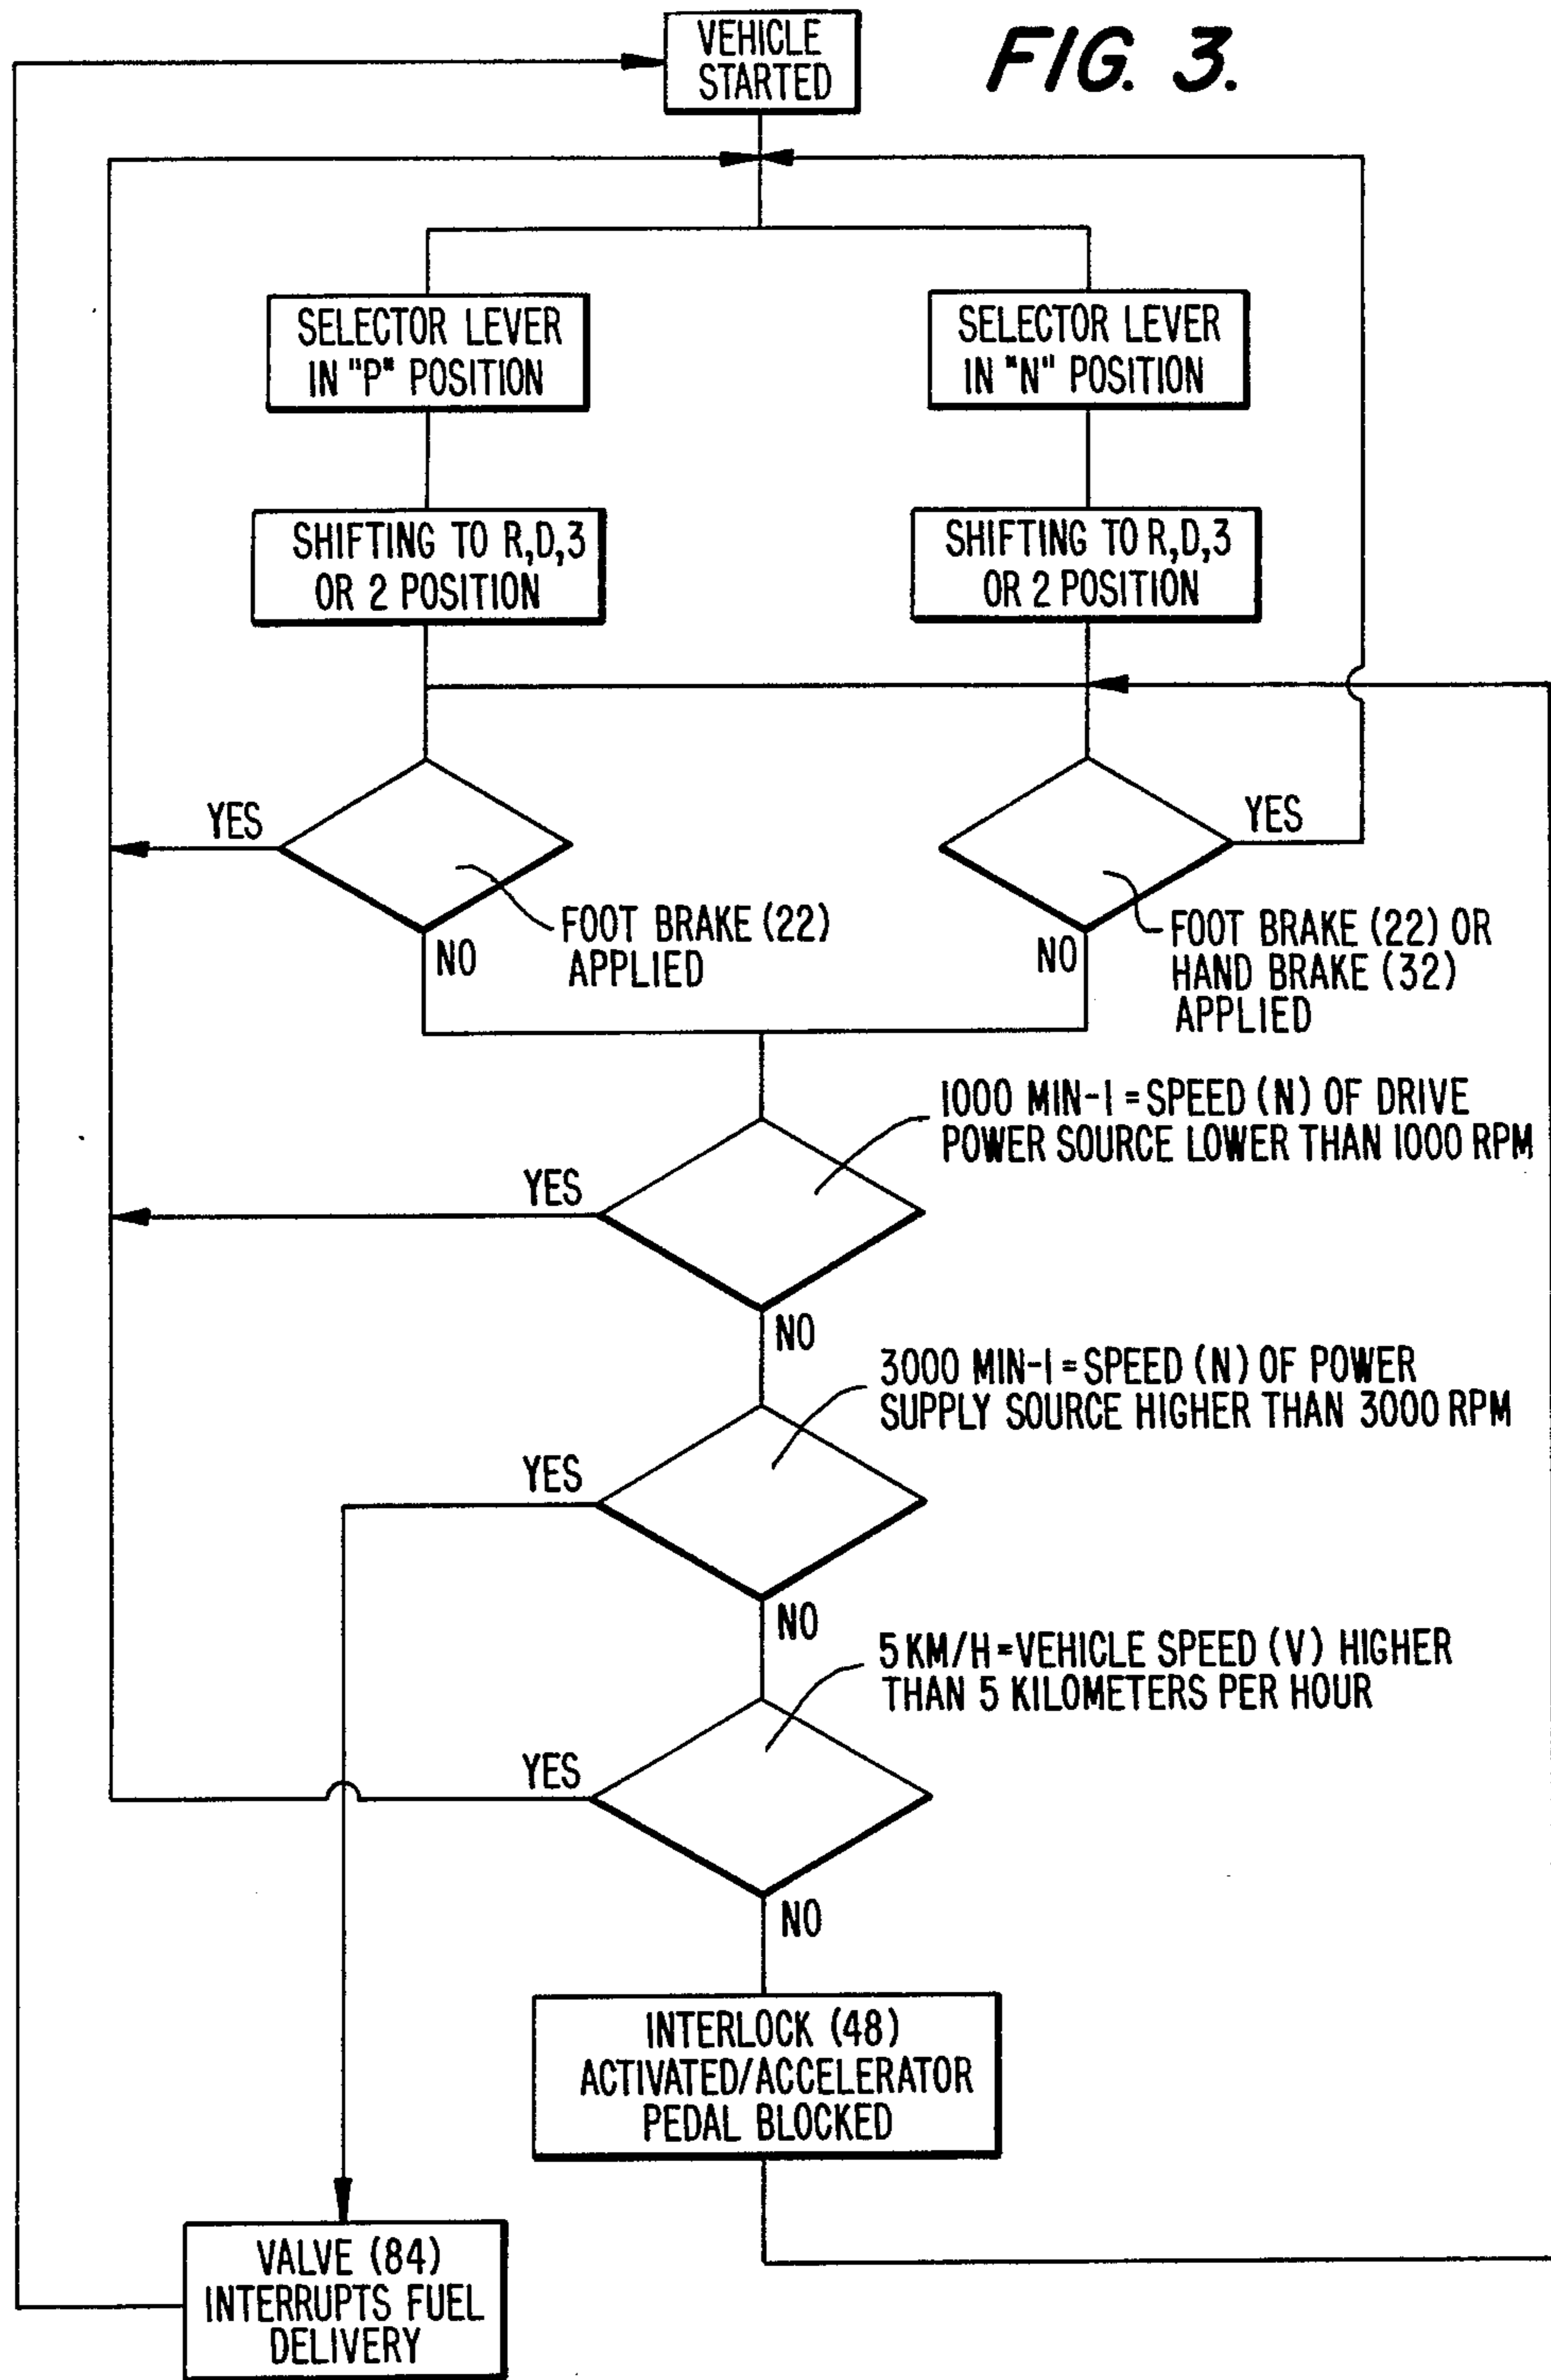 VEHICLE
STARTED
FIG. 3.
SELECTOR LEVER
IN "P" POSITION
SELECTOR LEVER
IN "N" POSITION
SHIFTING TO R,D,3
OR 2 POSITION
SHIFTING TO R,D,3
OR 2 POSITION
YES
YES
FOOT BRAKE (22)
APPLIED
NO
NO
FOOT BRAKE (22) OR
HAND BRAKE (32)
APPLIED
1000 MIN-1 = SPEED (N) OF DRIVE
POWER SOURCE LOWER THAN 1000 RPM
YES
NO
3000 MIN-1 = SPEED (N) OF POWER
SUPPLY SOURCE HIGHER THAN 3000 RPM
YES
NO
5 KM/H = VEHICLE SPEED (V) HIGHER
THAN 5 KILOMETERS PER HOUR
YES
NO
INTERLOCK (48)
ACTIVATED/ACCELERATOR
PEDAL BLOCKED
VALVE (84)
INTERRUPTS FUEL
DELIVERY